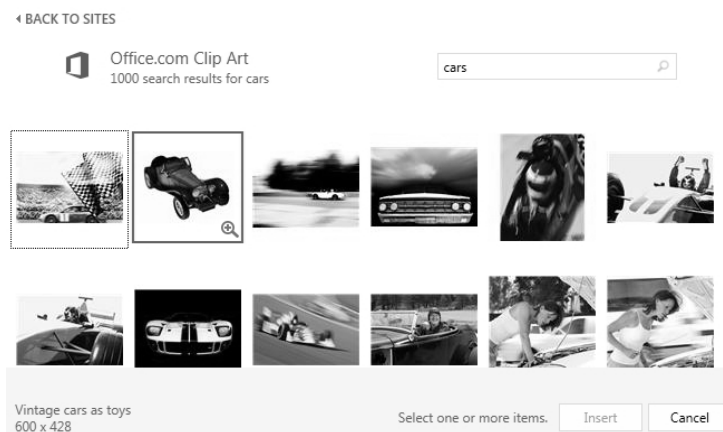 BACK TO SITES
Office.com Clip Art
1000 search results for cars
cars
Vintage cars as toys
600 x 428
Select one or more items.
Insert
Cancel